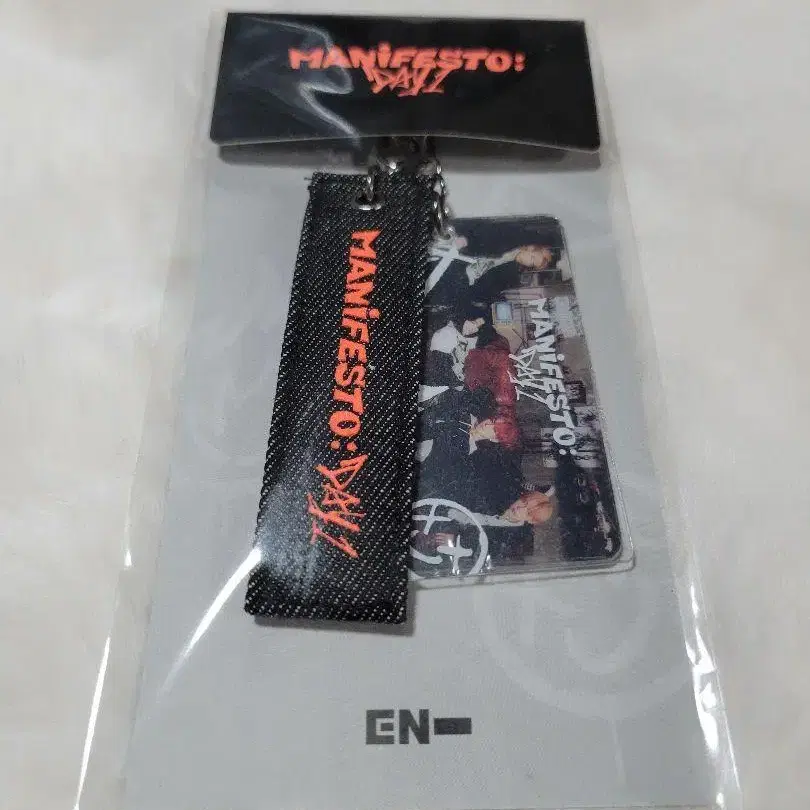 MANiFESTO:
DAY 1
MANiFESTO: DAY 1
MANiFESTO:
DAY 1
EN-